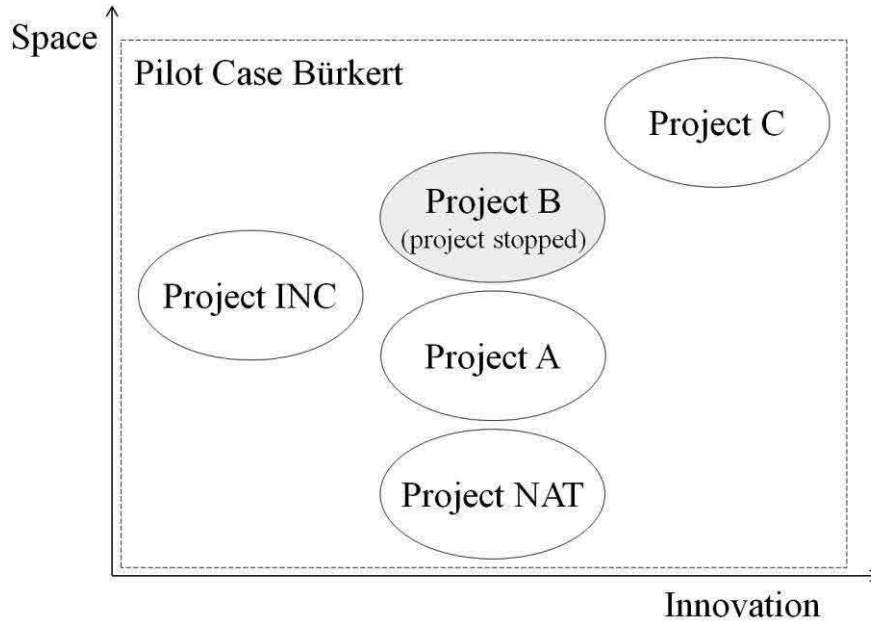 Space
Pilot Case Bürkert
Project C
Project B
(project stopped)
Project INC
Project A
Project NAT
Innovation